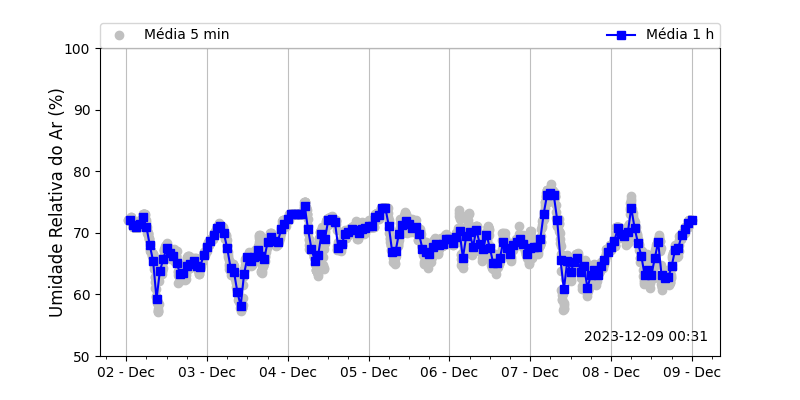 Média 5 min
Média 1 h
Umidade Relativa do Ar (%)
100
90
80
70
60
50
2023-12-09 00:31
02 - Dec
03 - Dec
04 - Dec
05 - Dec
06 - Dec
07 - Dec
08 - Dec
09 - Dec